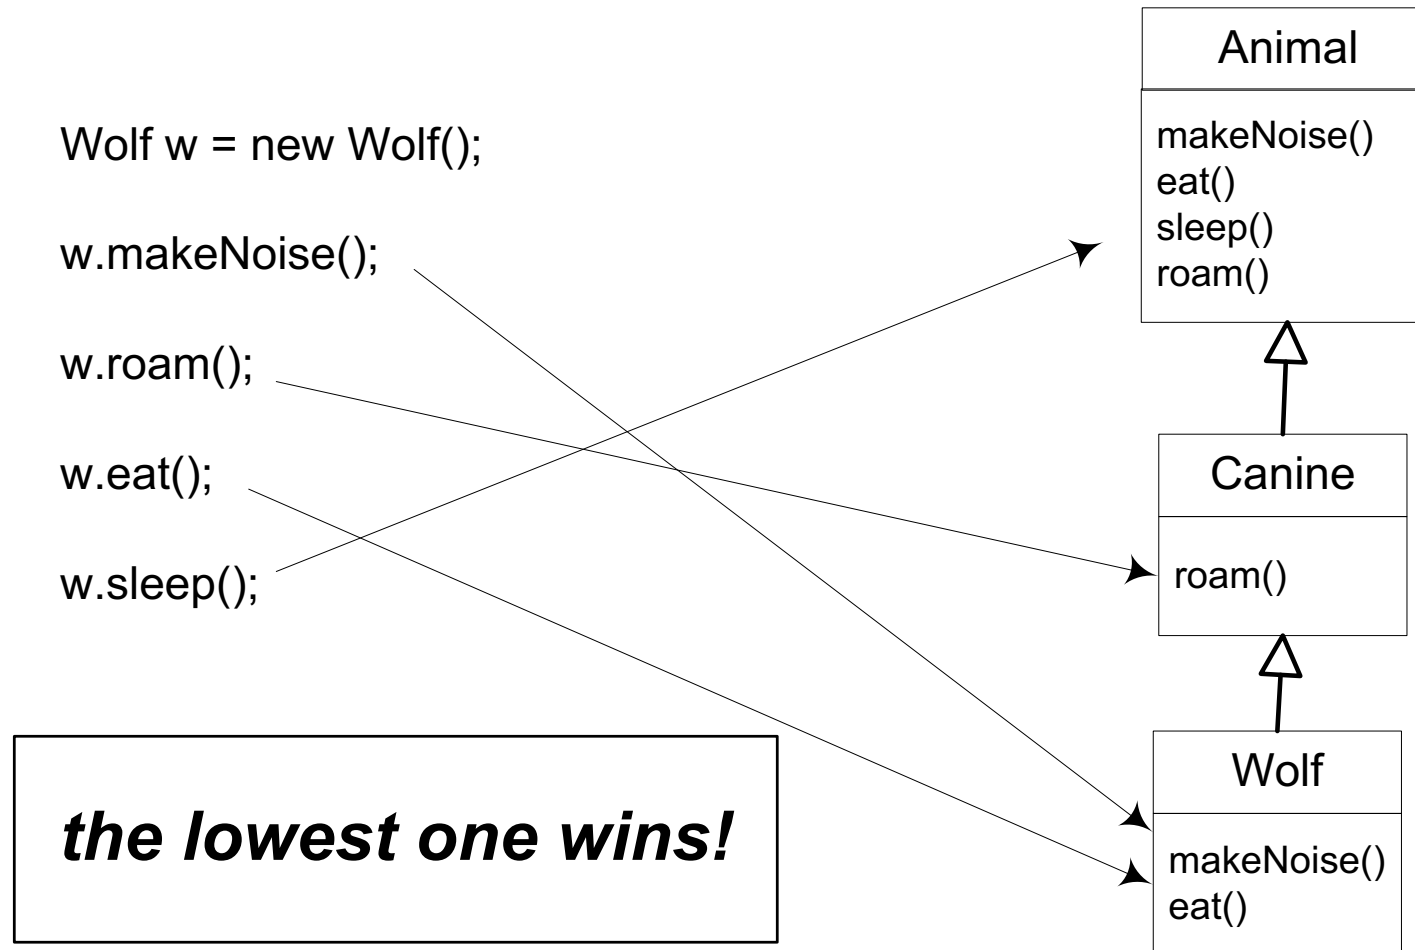 Wolf w = new Wolf();
w.makeNoise();
w.roam();
w.eat();
w.sleep();
the lowest one wins!
Animal
makeNoise()
eat()
sleep()
roam()
Canine
roam()
Wolf
makeNoise()
eat()